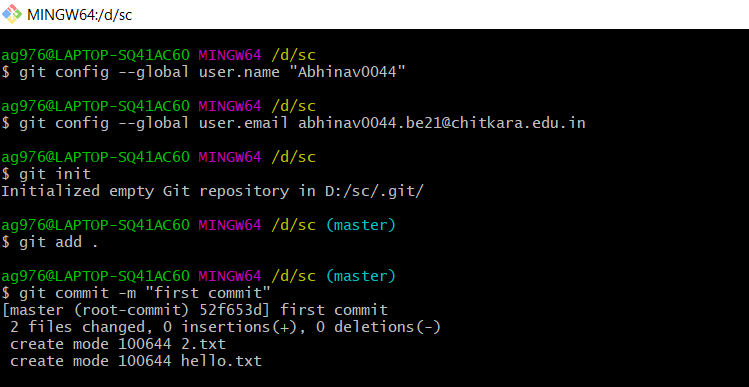 MINGW64:/d/sc
ag976@LAPTOP-SQ41AC60 MINGW64 /d/sc
$ git config --global user.name "Abhinav0044"
ag976@LAPTOP-SQ41AC60 MINGW64 /d/sc
$ git config --global user.email abhinav0044.be21@chitkara.edu.in
ag976@LAPTOP-SQ41AC60 MINGW64 /d/sc
$ git init
Initialized empty Git repository in D:/sc/.git/
ag976@LAPTOP-SQ41AC60 MINGW64 /d/sc (master)
$ git add .
ag976@LAPTOP-SQ41AC60 MINGW64 /d/sc (master)
$ git commit -m "first commit"
[master (root-commit) 52f653d] first commit
 2 files changed, 0 insertions(+), 0 deletions(-)
 create mode 100644 2.txt
 create mode 100644 hello.txt